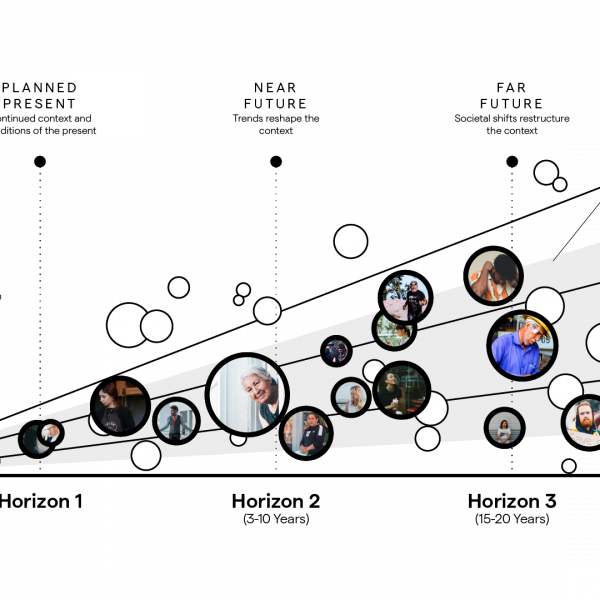 PLANNED
PRESENT
ontinued context and
ditions of the present
NEAR
FUTURE
Trends reshape the
context
FAR
FUTURE
Societal shifts restructure
the context
Horizon 1
Horizon 2
(3-10 Years)
Horizon 3
(15-20 Years)